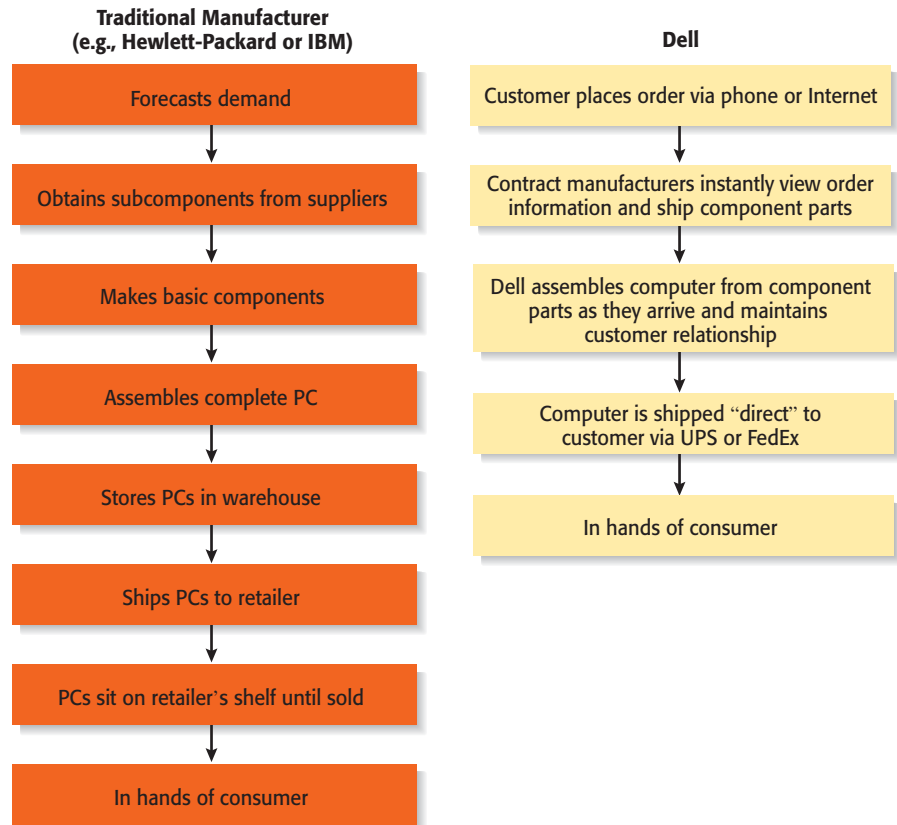 Traditional Manufacturer
(e.g., Hewlett-Packard or IBM)
Forecasts demand
Obtains subcomponents from suppliers
Makes basic components
Assembles complete PC
Stores PCs in warehouse
Ships PCs to retailer
PCs sit on retailer’s shelf until sold
In hands of consumer
Dell
Customer places order via phone or Internet
Contract manufacturers instantly view order
information and ship component parts
Dell assembles computer from component
parts as they arrive and maintains
customer relationship
Computer is shipped “direct” to
customer via UPS or FedEx
In hands of consumer